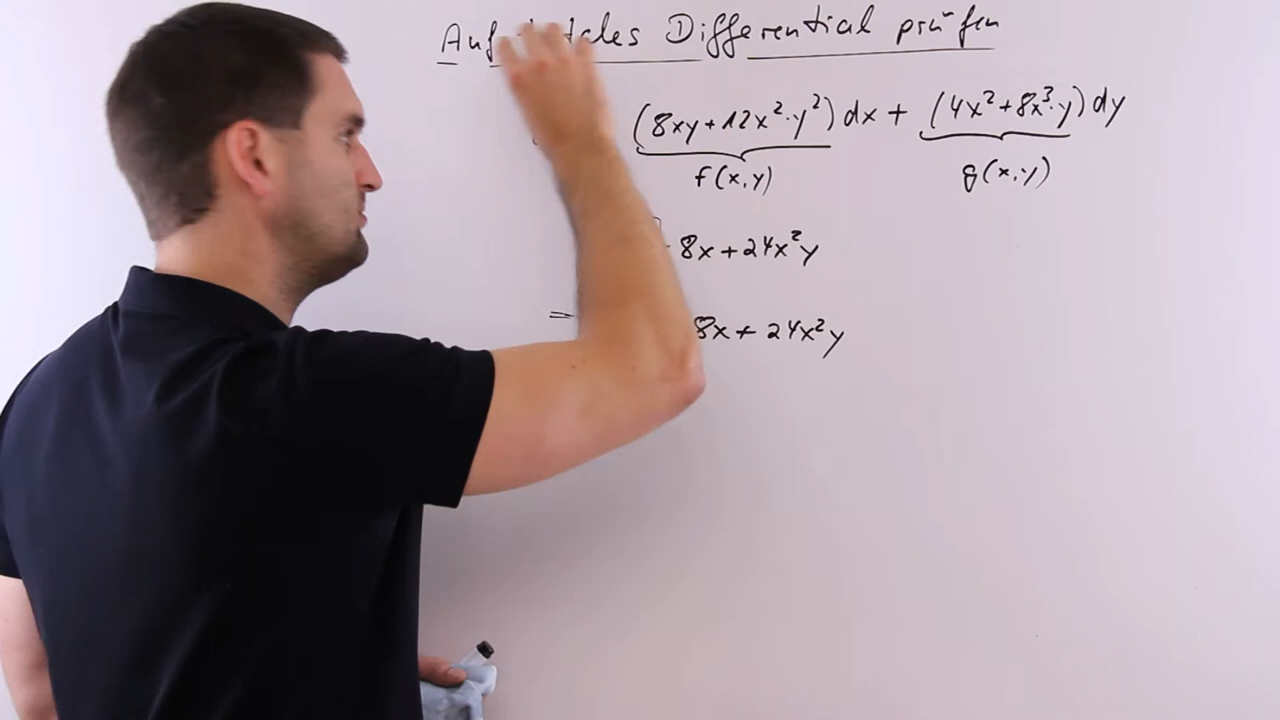 Auf Differential prüfen
(8xy+12x²·y²) dx + (4x²+8x³·y) dy
f(x,y) g(x,y)
8x+24x²y
= 8x+24x²y